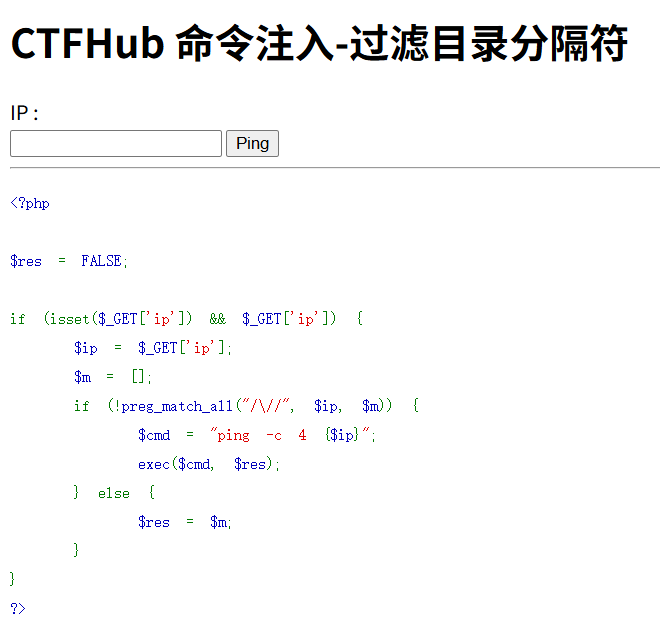 CTFHub 命令注入-过滤目录分隔符
IP :
Ping
<?php
$res = FALSE;
if (isset($_GET['ip']) && $_GET['ip']) {
$ip = $_GET['ip'];
$m = [];
if (!preg_match_all("/\//", $ip, $m)) {
$cmd = "ping -c 4 {$ip}";
exec($cmd, $res);
} else {
$res = $m;
}
}
?>